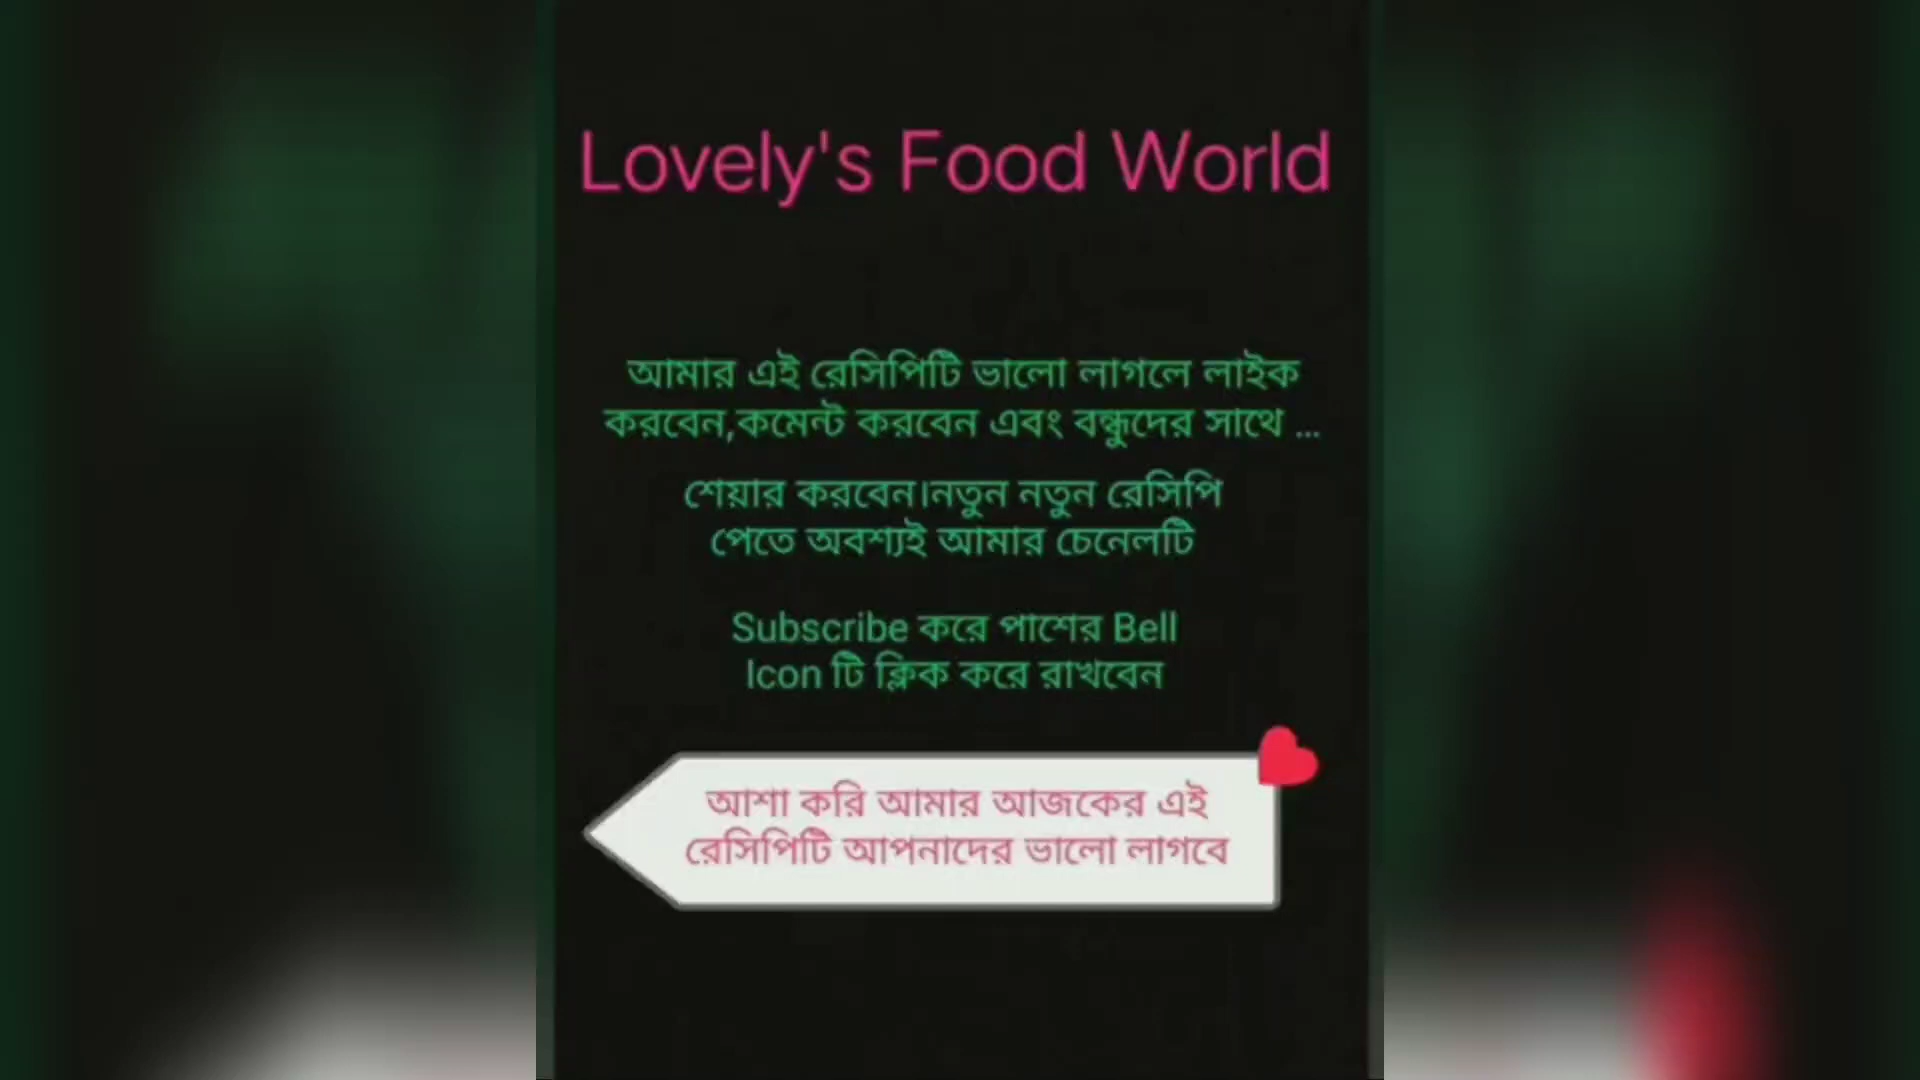 Lovely's Food World
আমার এই রেসিপিটি ভালো লাগলে লাইক
করবেন,কমেন্ট করবেন এবং বন্ধুদের সাথে ...
শেয়ার করবেন।নতুন নতুন রেসিপি
পেতে অবশ্যই আমার চেনেলটি
Subscribe করে পাশের Bell
Icon টি ক্লিক করে রাখবেন
আশা করি আমার আজকের এই
রেসিপিটি আপনাদের ভালো লাগবে